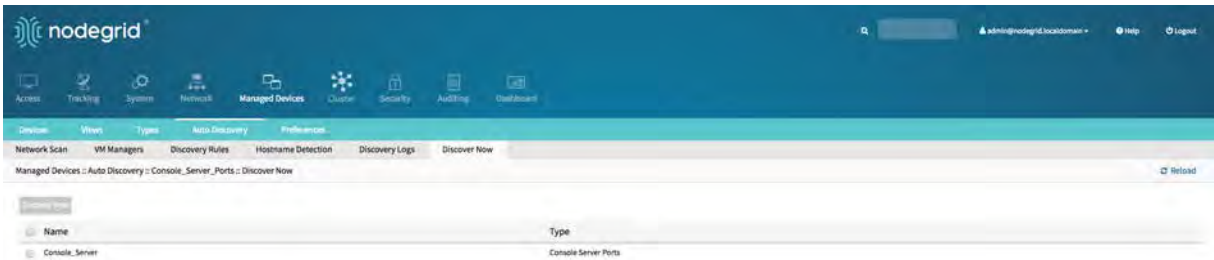 nodegrid
admin@nodegrid.localdomain Help Logout
Access Tracking System Network Managed Devices Cluster Security Auditing Dashboard
Devices Views Types Auto Discovery Preferences
Network Scan VM Managers Discovery Rules Hostname Detection Discovery Logs Discover Now
Managed Devices :: Auto Discovery :: Console_Server_Ports :: Discover Now Reload
Discover Now
Name Type
Console_Server Console Server Ports